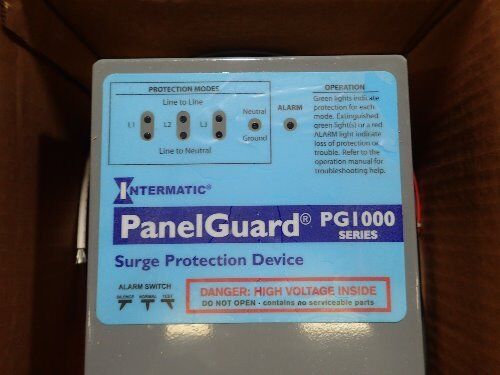 PROTECTION MODES
Line to Line
L1 L2 L3
Line to Neutral
Neutral
Ground
ALARM
OPERATION
Green lights indicate
protection for each
mode. Extinguished
green light(s) or a red
ALARM light indicate
loss of protection or
trouble. Refer to the
operation manual for
troubleshooting help.
INTERMATIC®
PanelGuard® PG1000
SERIES
Surge Protection Device
ALARM SWITCH
SILENCE NORMAL TEST
DANGER: HIGH VOLTAGE INSIDE
DO NOT OPEN - contains no serviceable parts